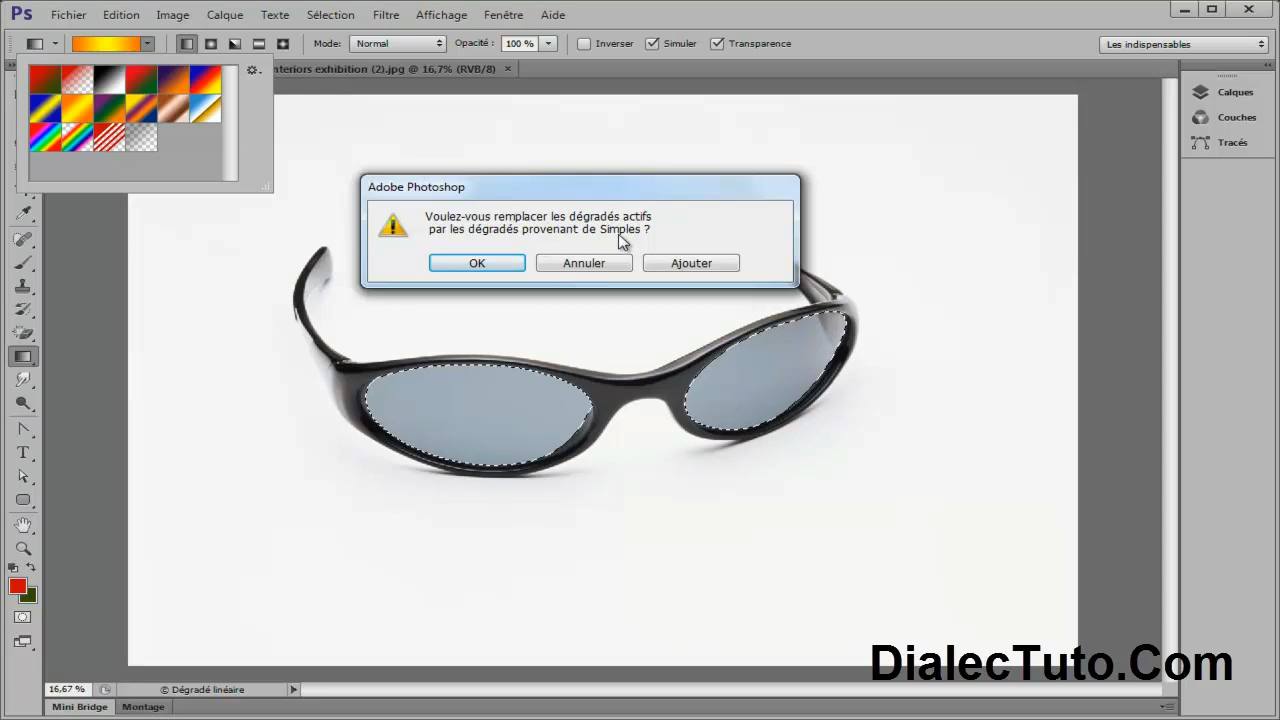 Ps Fichier Edition Image Calque Texte Sélection Filtre Affichage Fenêtre Aide
Mode: Normal Opacité : 100 % Inverser Simuler Transparence Les indispensables
nteriors exhibition (2).jpg @ 16,7% (RVB/8) ×
Calques
Couches
Tracés
Adobe Photoshop
Voulez-vous remplacer les dégradés actifs
par les dégradés provenant de Simples ?
OK Annuler Ajouter
T
DialecTuto.Com
16,67 % © Dégradé linéaire
Mini Bridge Montage